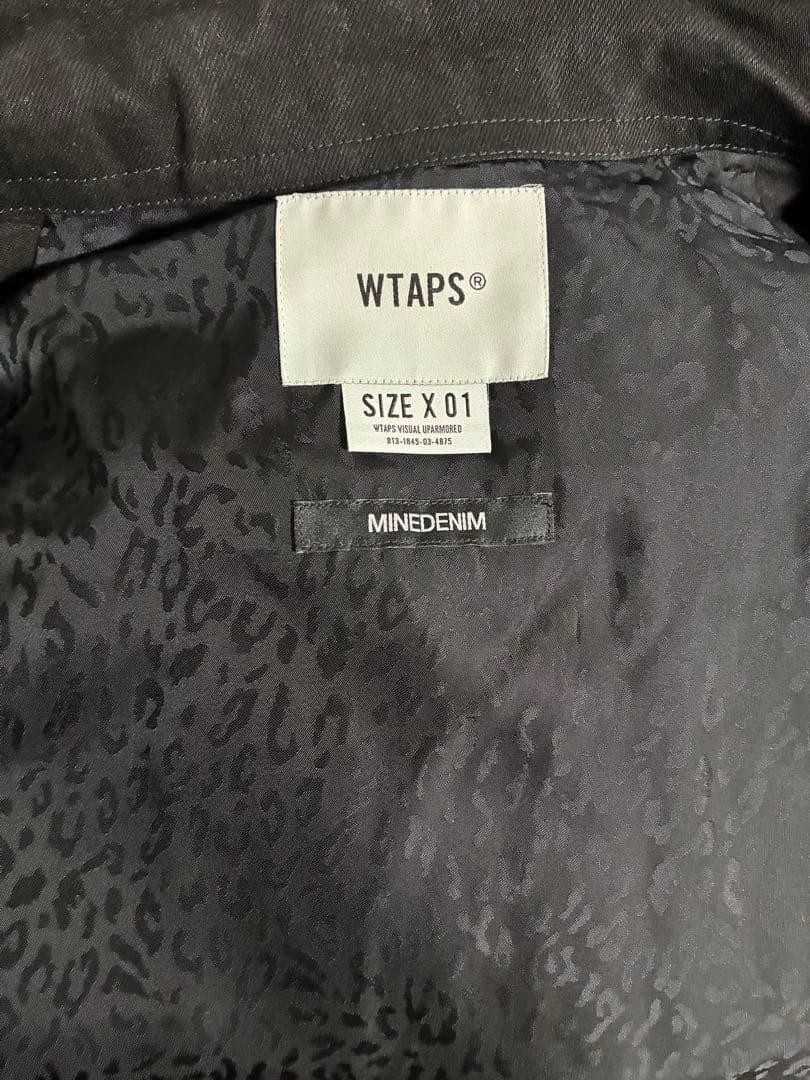 WTAPS®
SIZE X 01
WTAPS VISUAL UPARMORED
813-1845-03-4875
MINEDENIM